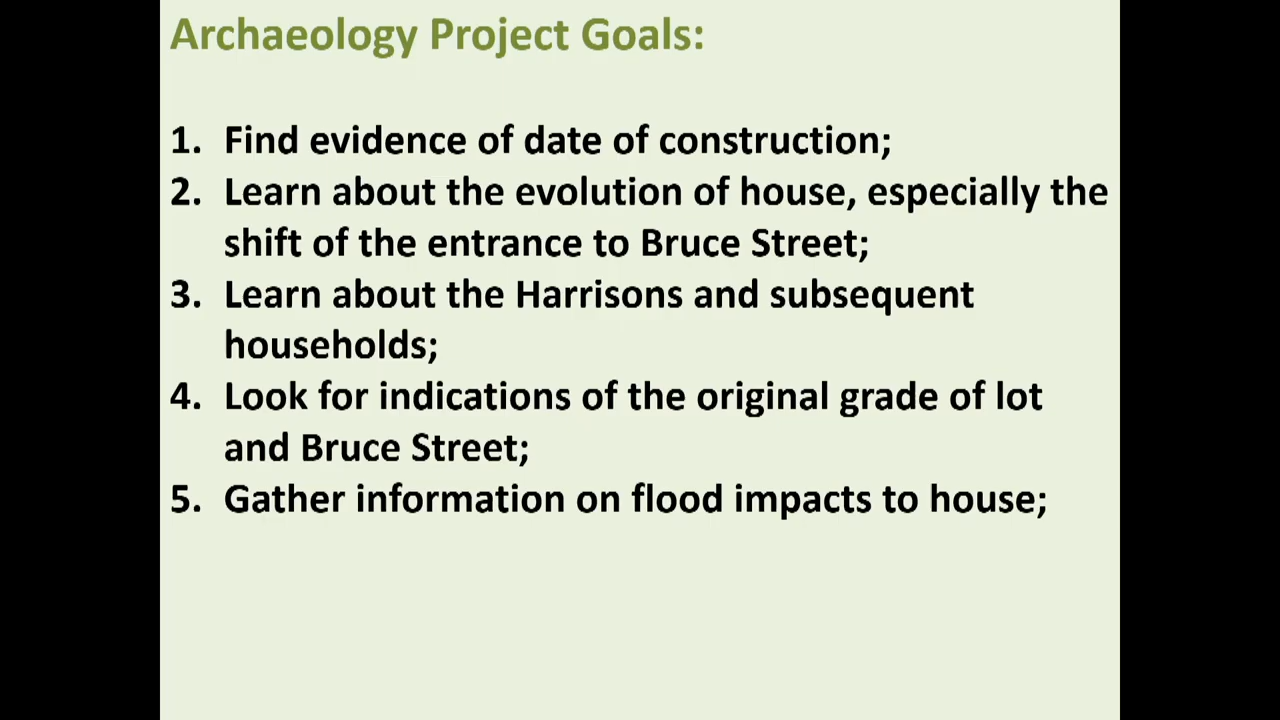 Archaeology Project Goals:
1. Find evidence of date of construction;
2. Learn about the evolution of house, especially the
shift of the entrance to Bruce Street;
3. Learn about the Harrisons and subsequent
households;
4. Look for indications of the original grade of lot
and Bruce Street;
5. Gather information on flood impacts to house;